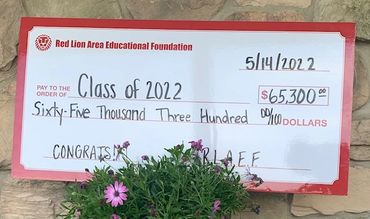 Red Lion Area Educational Foundation
5/14/2022
PAY TO THE
ORDER OF Class of 2022 $65,300 00
Sixty-Five Thousand Three Hundred 00/100 DOLLARS
CONGRATS! R.L.A.E.F